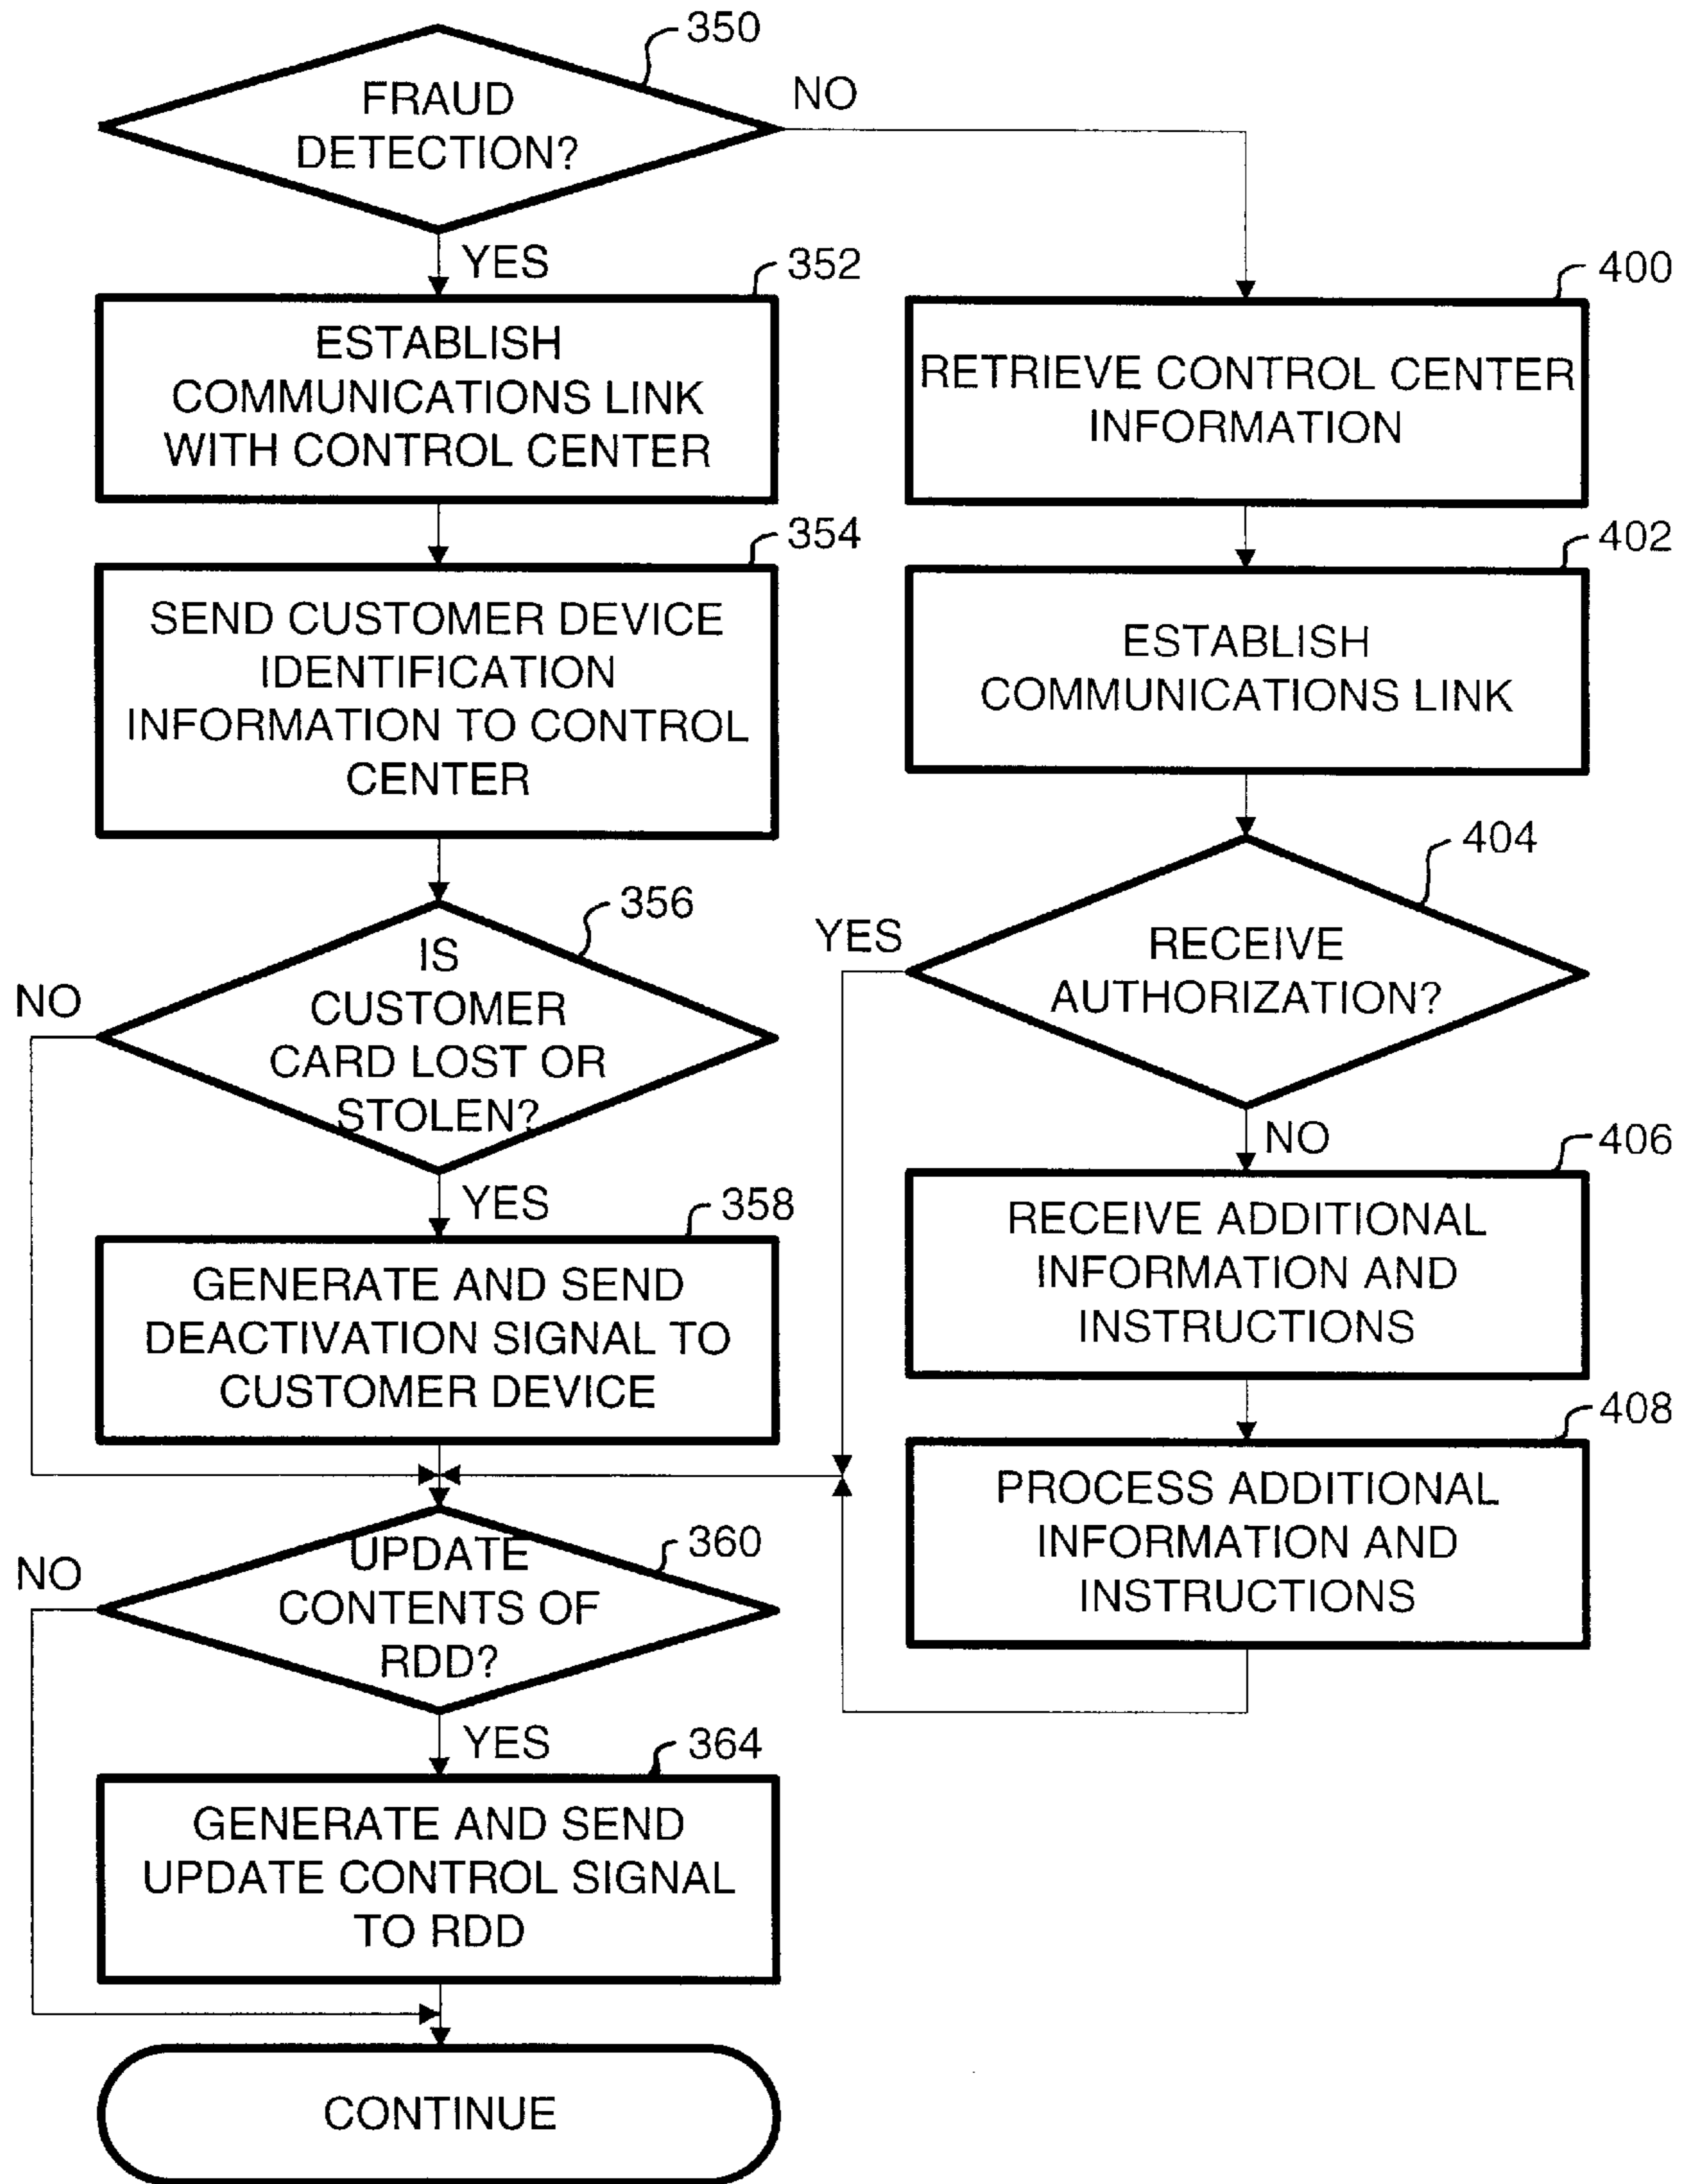 350
FRAUD
DETECTION?
NO
YES
352
ESTABLISH
COMMUNICATIONS LINK
WITH CONTROL CENTER
354
SEND CUSTOMER DEVICE
IDENTIFICATION
INFORMATION TO CONTROL
CENTER
356
IS
CUSTOMER
CARD LOST OR
STOLEN?
NO
YES
358
GENERATE AND SEND
DEACTIVATION SIGNAL TO
CUSTOMER DEVICE
360
UPDATE
CONTENTS OF
RDD?
NO
YES
364
GENERATE AND SEND
UPDATE CONTROL SIGNAL
TO RDD
CONTINUE
400
RETRIEVE CONTROL CENTER
INFORMATION
402
ESTABLISH
COMMUNICATIONS LINK
404
RECEIVE
AUTHORIZATION?
YES
NO
406
RECEIVE ADDITIONAL
INFORMATION AND
INSTRUCTIONS
408
PROCESS ADDITIONAL
INFORMATION AND
INSTRUCTIONS